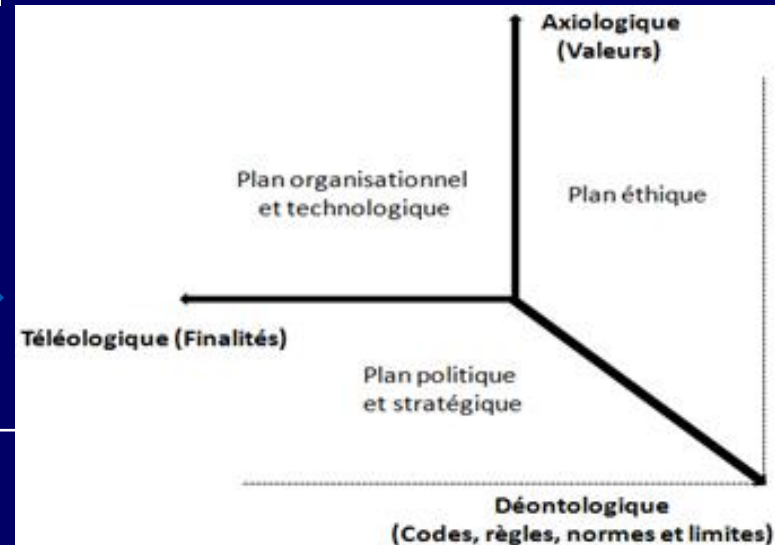 Axiologique
(Valeurs)
Plan organisationnel
et technologique
Plan éthique
Téléologique (Finalités)
Plan politique
et stratégique
Déontologique
(Codes, règles, normes et limites)